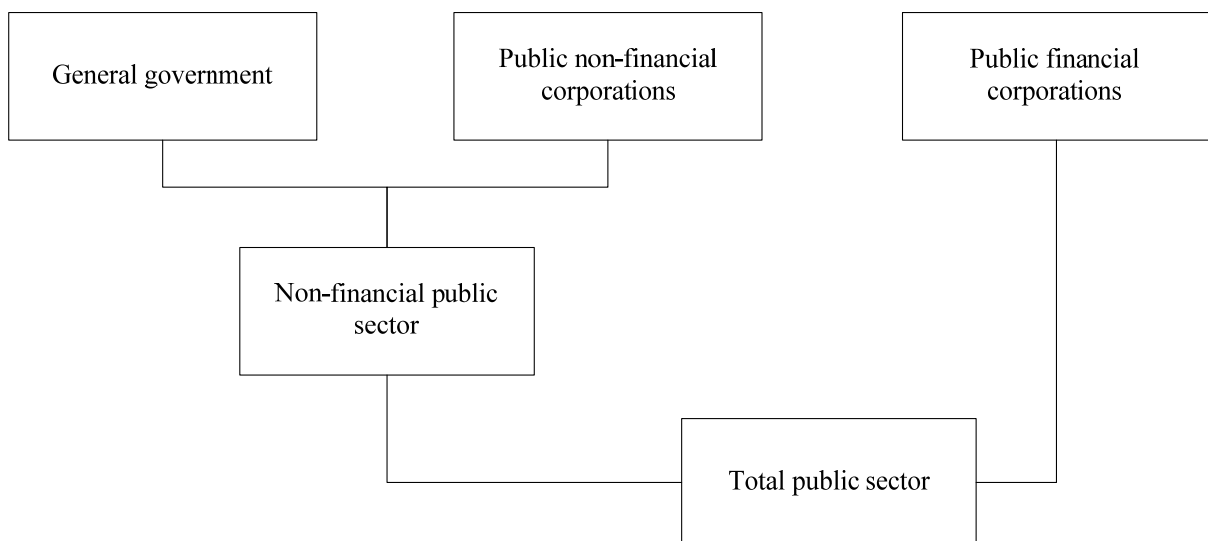 General government
Public non-financial
corporations
Public financial
corporations
Non-financial public
sector
Total public sector